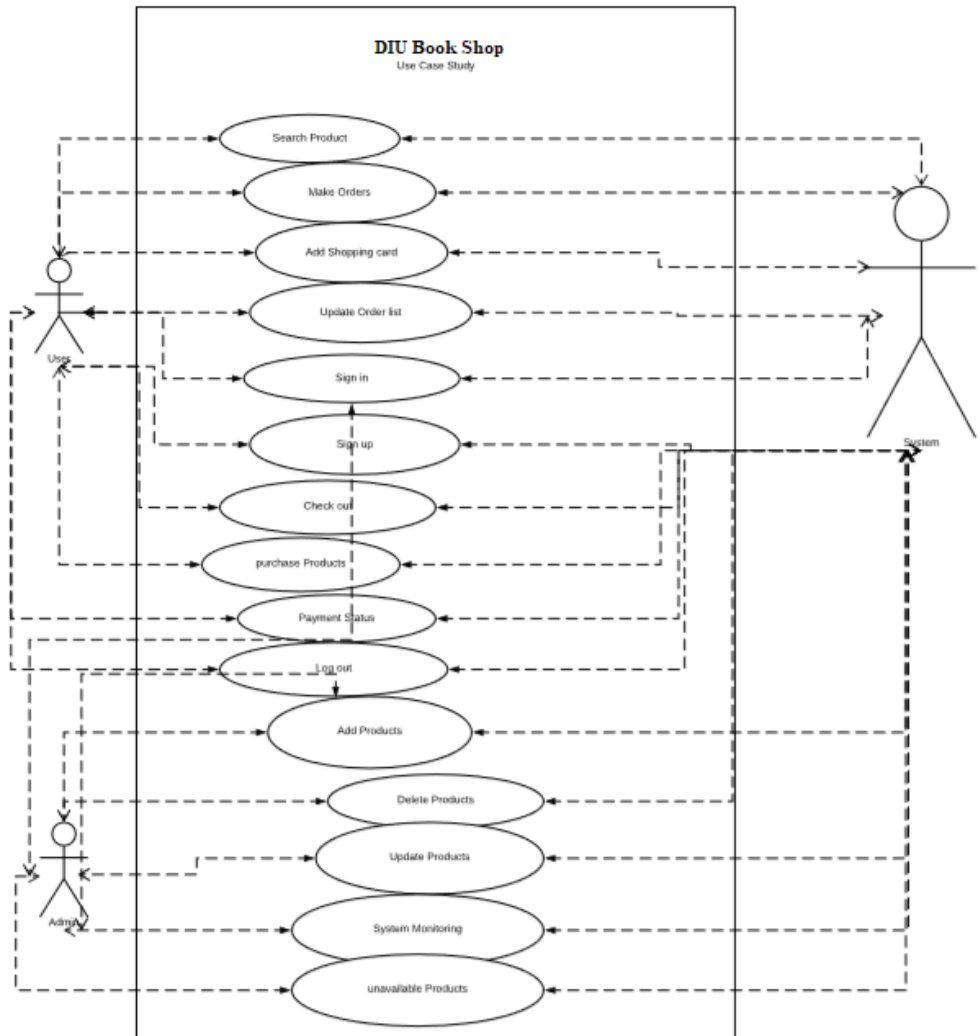 DIU Book Shop
Use Case Study
Search Product
Make Orders
Add Shopping card
Update Order list
User
Sign in
Sign up
System
Check out
purchase Products
Payment Status
Log out
Add Products
Delete Products
Update Products
Admin
System Monitoring
unavailable Products